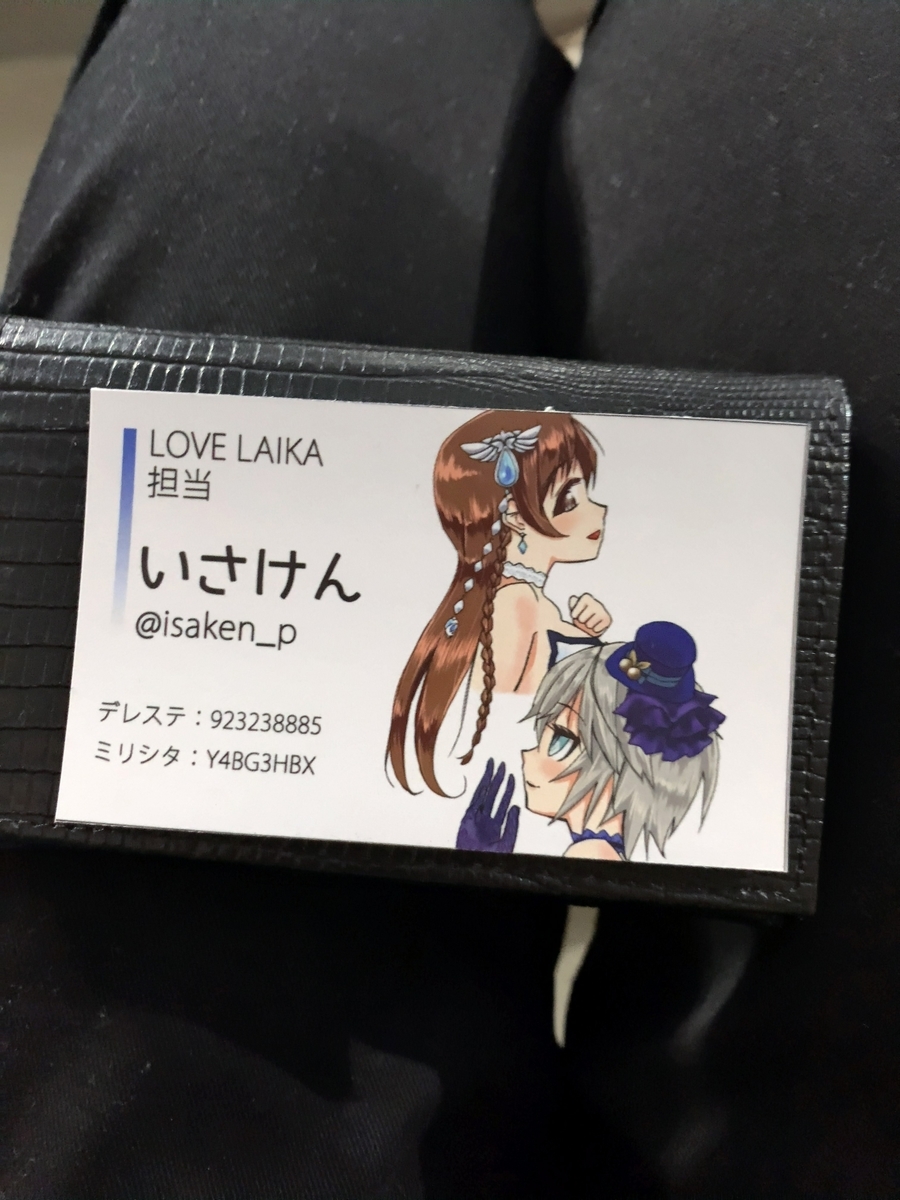 LOVE LAIKA
担当
いさけん
@isaken_p
デレステ：923238885
ミリシタ：Y4BG3HBX